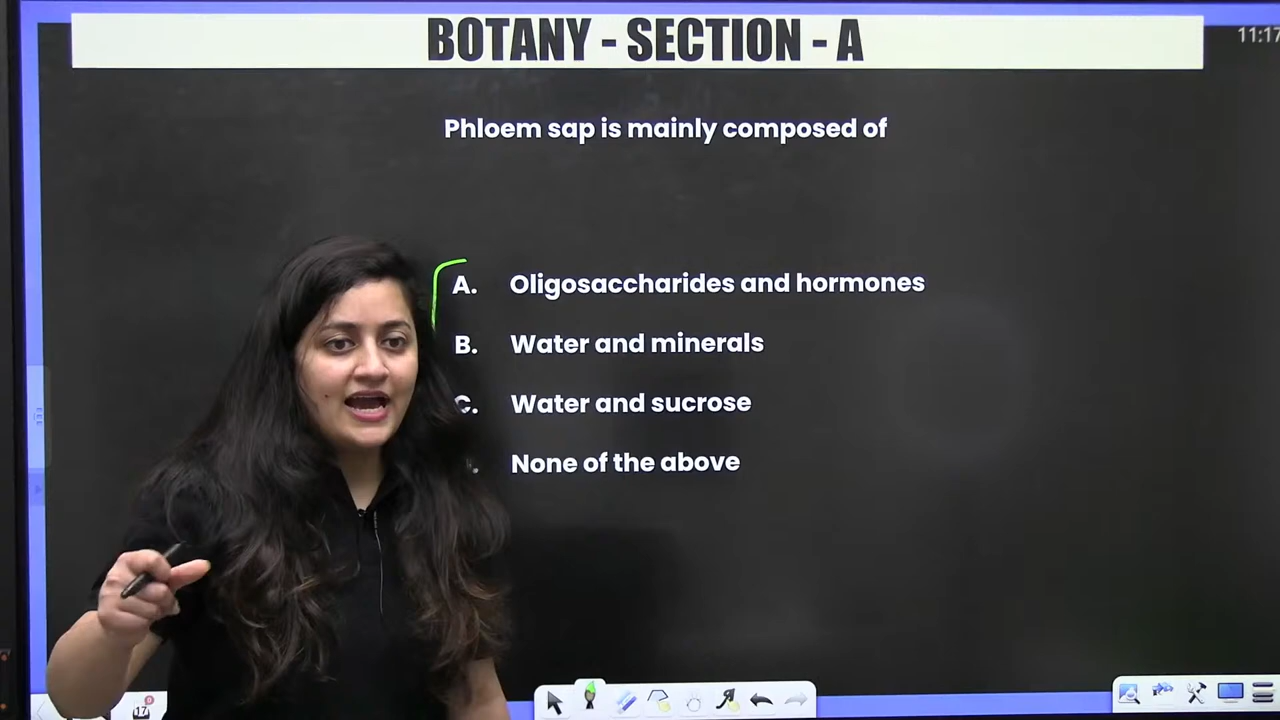 BOTANY - SECTION - A
11:17
Phloem sap is mainly composed of
A. Oligosaccharides and hormones
B. Water and minerals
C. Water and sucrose
None of the above
17